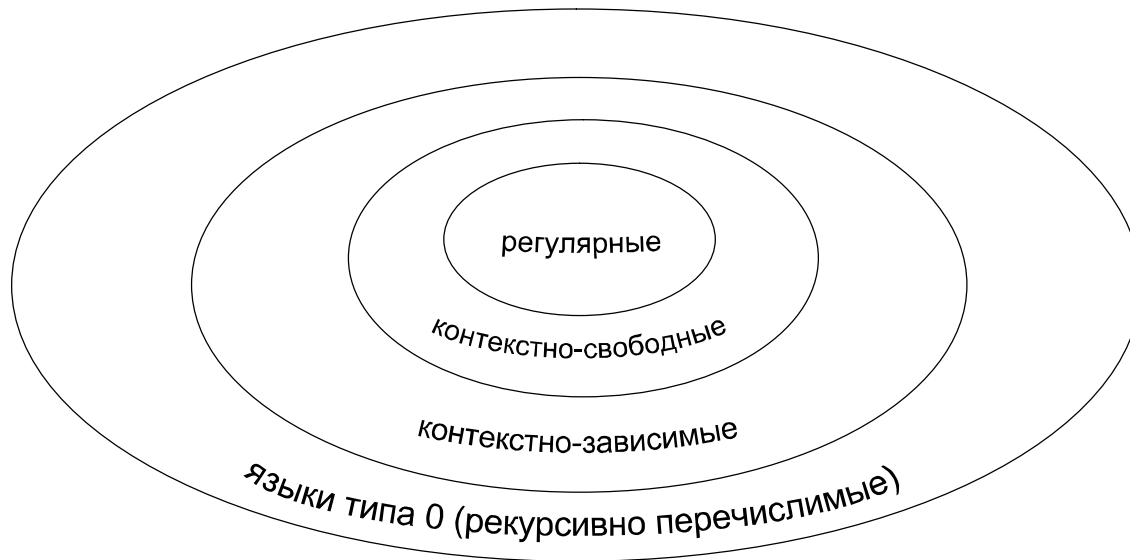 регулярные
контекстно-свободные
контекстно-зависимые
языки типа 0 (рекурсивно перечислимые)